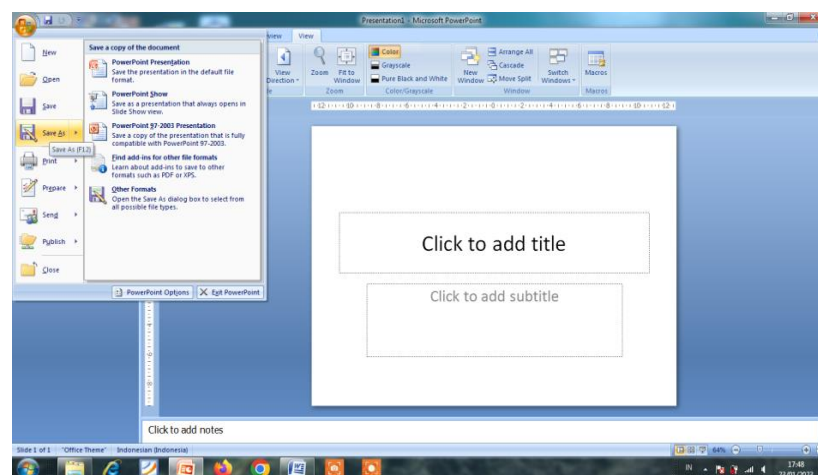 Presentation1 - Microsoft PowerPoint
View
New
Open
Save
Save As
Save As (F12)
Print
Prepare
Send
Publish
Close
Save a copy of the document
PowerPoint Presentation
Save the presentation in the default file
format.
PowerPoint Show
Save as a presentation that always opens in
Slide Show view.
PowerPoint 97-2003 Presentation
Save a copy of the presentation that is fully
compatible with PowerPoint 97-2003.
Find add-ins for other file formats
Learn about add-ins to save to other
formats such as PDF or XPS.
Other Formats
Open the Save As dialog box to select from
all possible file types.
PowerPoint Options
Exit PowerPoint
View
Direction
Zoom
Fit to
Window
Zoom
Color
Grayscale
Pure Black and White
Color/Grayscale
New
Window
Arrange All
Cascade
Move Split
Switch
Windows
Window
Macros
Macros
Click to add title
Click to add subtitle
Click to add notes
Slide 1 of 1
"Office Theme"
Indonesian (Indonesia)
64%
IN
17:48